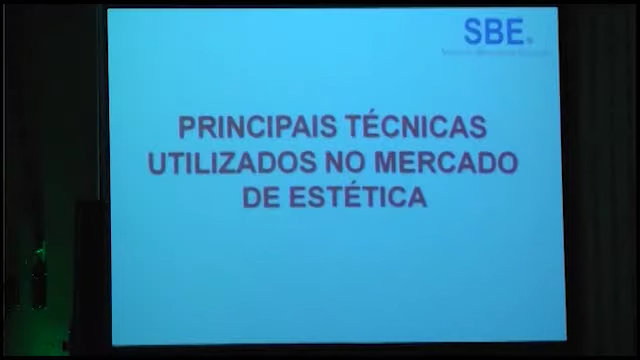 SBE
PRINCIPAIS TÉCNICAS
UTILIZADOS NO MERCADO
DE ESTÉTICA